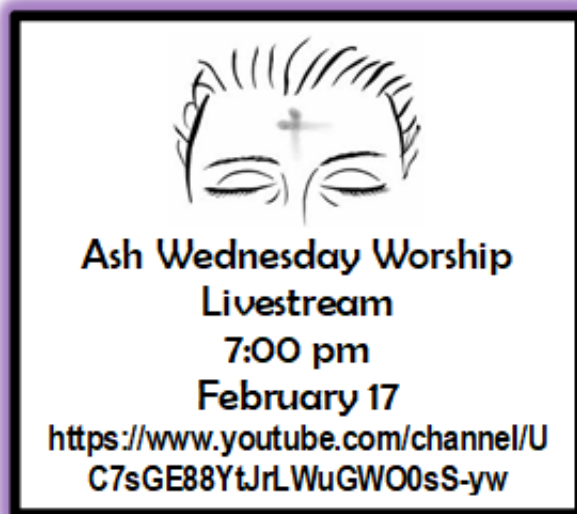 Ash Wednesday Worship
Livestream
7:00 pm
February 17
https://www.youtube.com/channel/U
C7sGE88YtJrLWuGWO0sS-yw